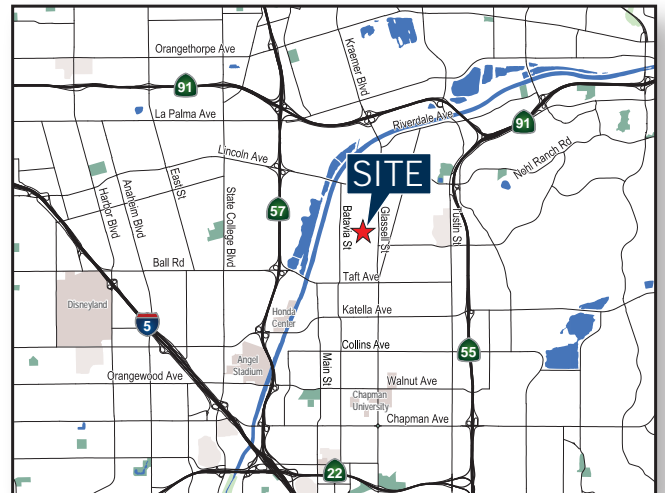 Orangethorpe Ave
Kraemer Blvd
91
La Palma Ave
Riverdale Ave
91
Lincoln Ave
Nehl Ranch Rd
SITE
East St
Anaheim Blvd
Harbor Blvd
State College Blvd
57
Batavia St
Glassell St
Tustin St
Ball Rd
Taft Ave
Disneyland
Honda
Center
Katella Ave
5
Collins Ave
55
Angel
Stadium
Main St
Orangewood Ave
Walnut Ave
Chapman
University
Chapman Ave
22